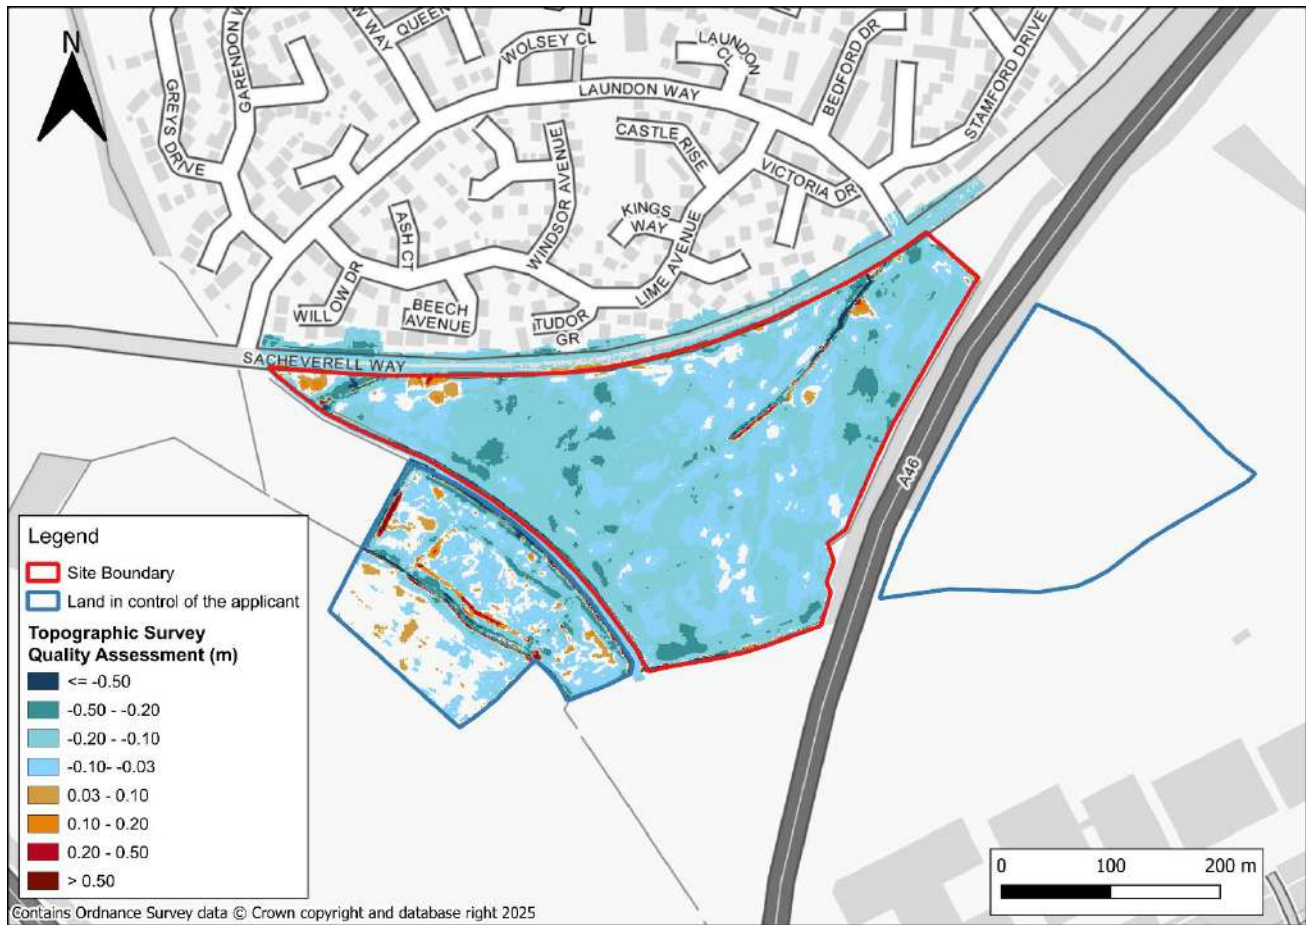 N
GREYS DRIVE
GARENDON W
W WAY
QUEEN
WOLSEY CL
LAUNDON
CL
LAUNDON WAY
BEDFORD DR
STAMFORD DRIVE
CASTLE
RISE
VICTORIA DR
WINDSOR AVENUE
KINGS
WAY
ASH CT
LIME AVENUE
WILLOW DR
BEECH
AVENUE
TUDOR
GR
SACHEVERELL WAY
A46
Legend
Site Boundary
Land in control of the applicant
Topographic Survey
Quality Assessment (m)
<= -0.50
-0.50 - -0.20
-0.20 - -0.10
-0.10- -0.03
0.03 - 0.10
0.10 - 0.20
0.20 - 0.50
> 0.50
0 100 200 m
Contains Ordnance Survey data © Crown copyright and database right 2025